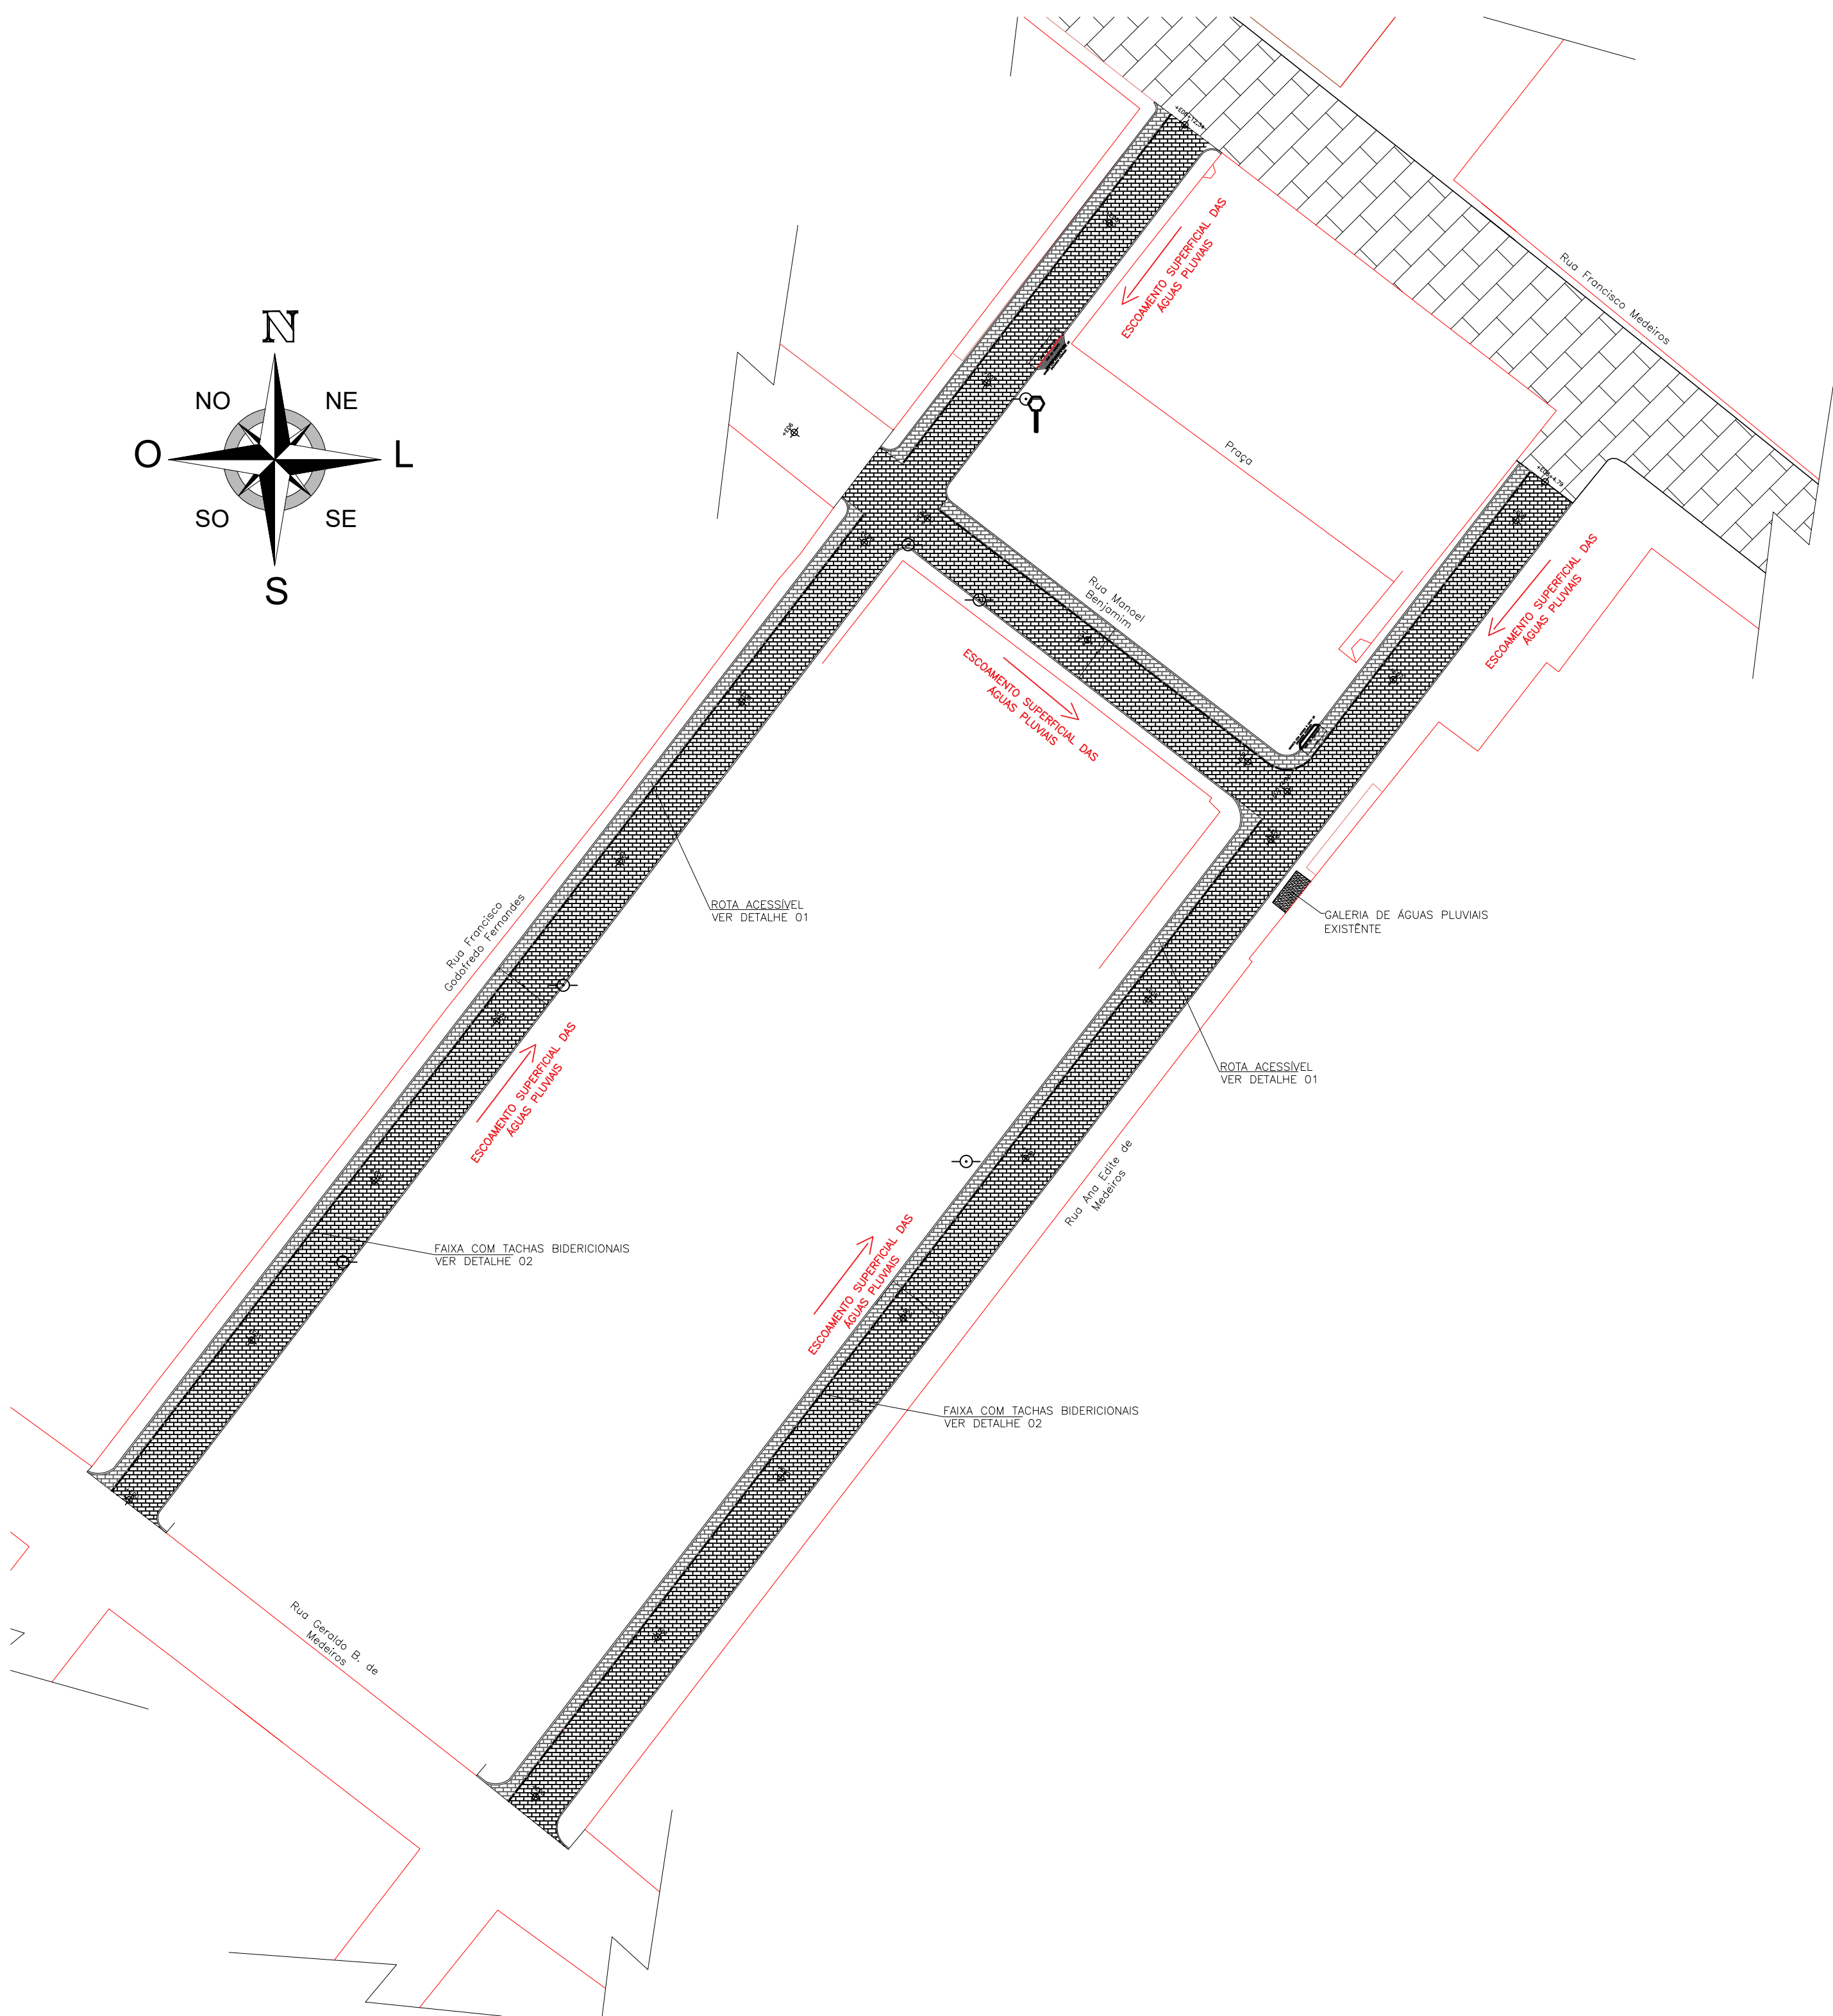 N
NO
NE
O
L
SO
SE
S
Rua Francisco Medeiros
ESCOAMENTO SUPERFICIAL DAS
ÁGUAS PLUVIAIS
Praça
ESCOAMENTO SUPERFICIAL DAS
ÁGUAS PLUVIAIS
Rua Manoel
Benjamim
ESCOAMENTO SUPERFICIAL DAS
ÁGUAS PLUVIAIS
ROTA ACESSÍVEL
VER DETALHE 01
GALERIA DE ÁGUAS PLUVIAIS
EXISTÊNTE
Rua Francisco
Godofredo Fernandes
ESCOAMENTO SUPERFICIAL DAS
ÁGUAS PLUVIAIS
ROTA ACESSÍVEL
VER DETALHE 01
Rua Ana Edite de
Medeiros
FAIXA COM TACHAS BIDERICIONAIS
VER DETALHE 02
ESCOAMENTO SUPERFICIAL DAS
ÁGUAS PLUVIAIS
FAIXA COM TACHAS BIDERICIONAIS
VER DETALHE 02
Rua Geraldo B. de
Medeiros